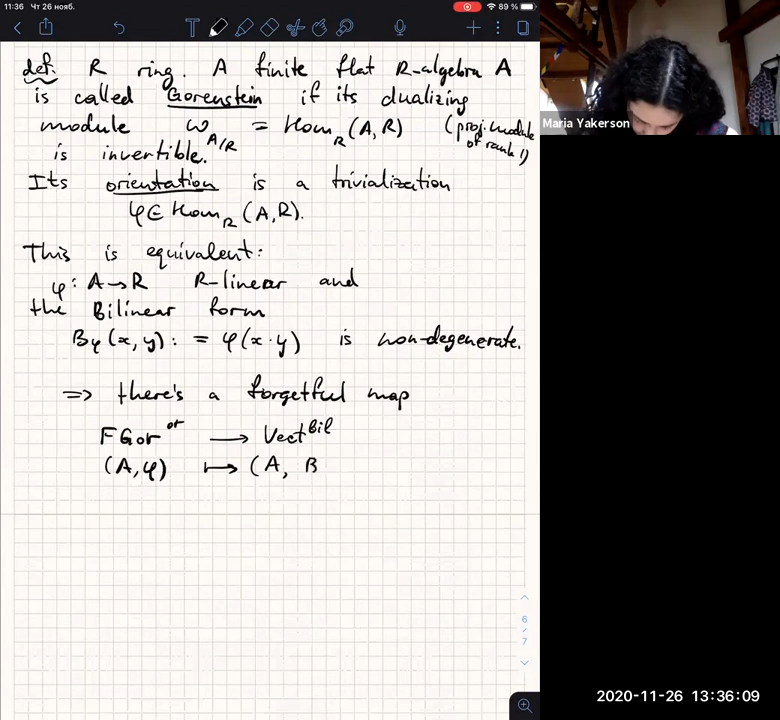 11:36 Чт 26 нояб.
89 %
def: R ring. A finite flat R-algebra A
is called Gorenstein if its dualizing
module ω_{A/R} = Hom_R (A, R) (proj. module of rank 1)
is invertible.
Its orientation is a trivialization
φ ∈ Hom_R (A, R).
This is equivalent:
φ: A → R R-linear and
the Bilinear form
B_φ (x, y) : = φ(x · y) is non-degenerate.
⇒ there's a forgetful map
FGor^{or} → Vect^{Bil}
(A, φ) ↦ (A, B
Maria Yakerson
6 / 7
2020-11-26 13:36:09